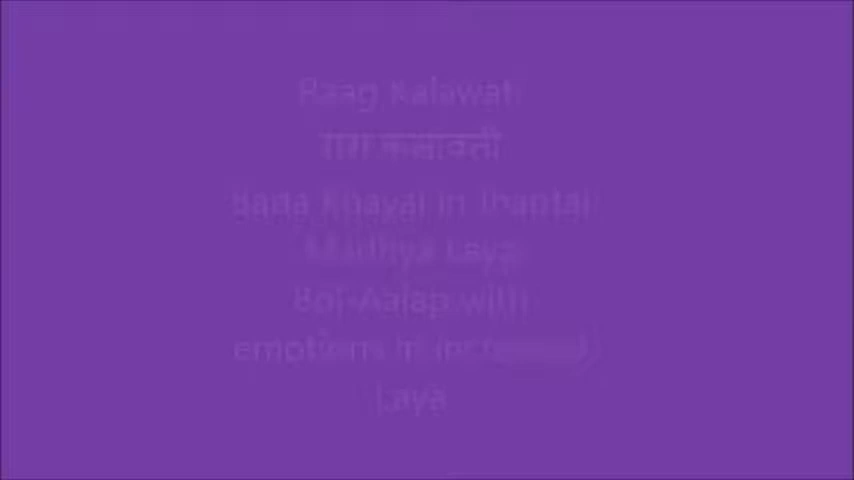 Raag Kalawati
राग कलावती
Bada Khayal in Jhaptal
Madhya Laya
Bol-Aalap with
emotions in increased
Laya